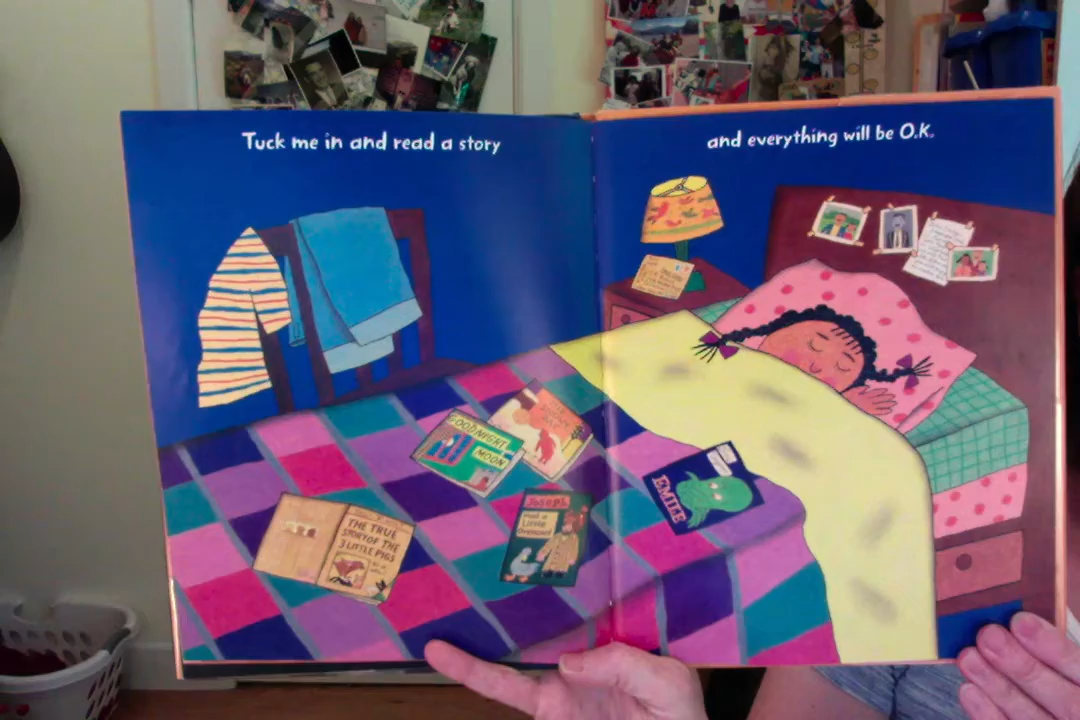 Tuck me in and read a story
and everything will be O.K.
GOODNIGHT
MOON
EMILE
JOSEPH
Had a
Little
Overcoat
THE TRUE
STORY OF THE
3 LITTLE PIGS